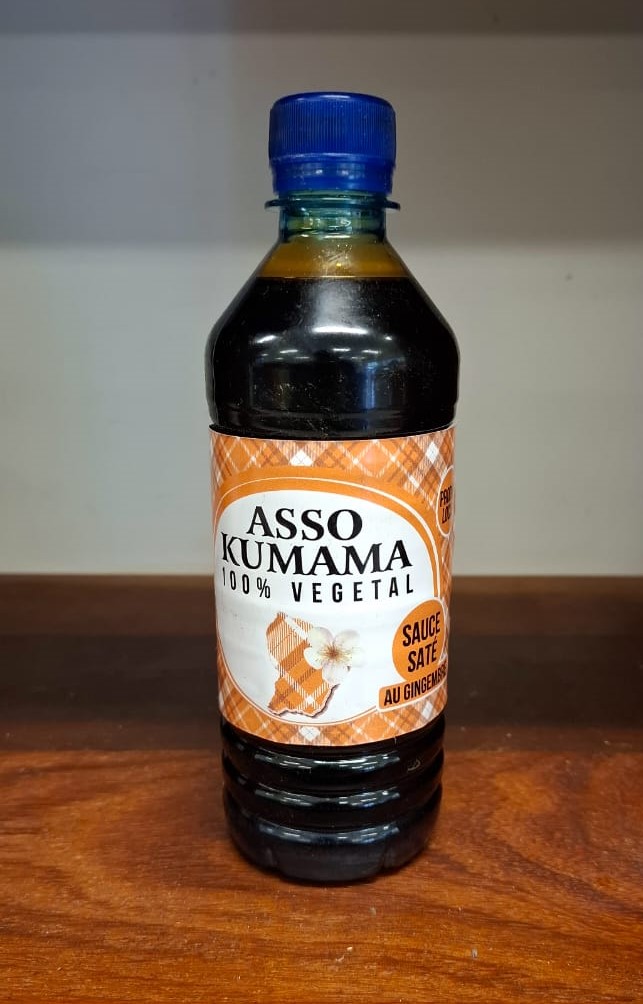 ASSO
KUMAMA
100% VEGETAL
SAUCE
SATÉ
AU GINGEMBRE